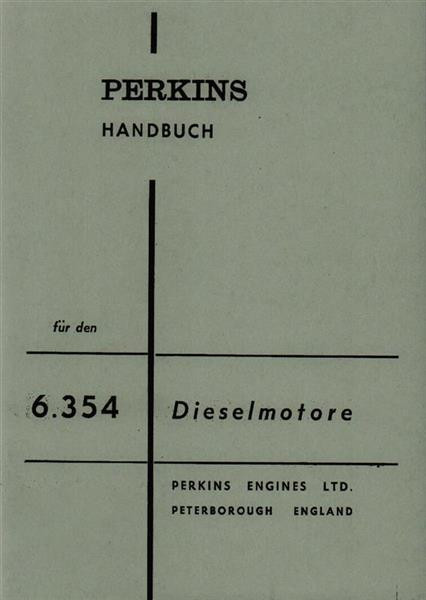 PERKINS
HANDBUCH
für den
6.354 Dieselmotore
PERKINS ENGINES LTD.
PETERBOROUGH ENGLAND